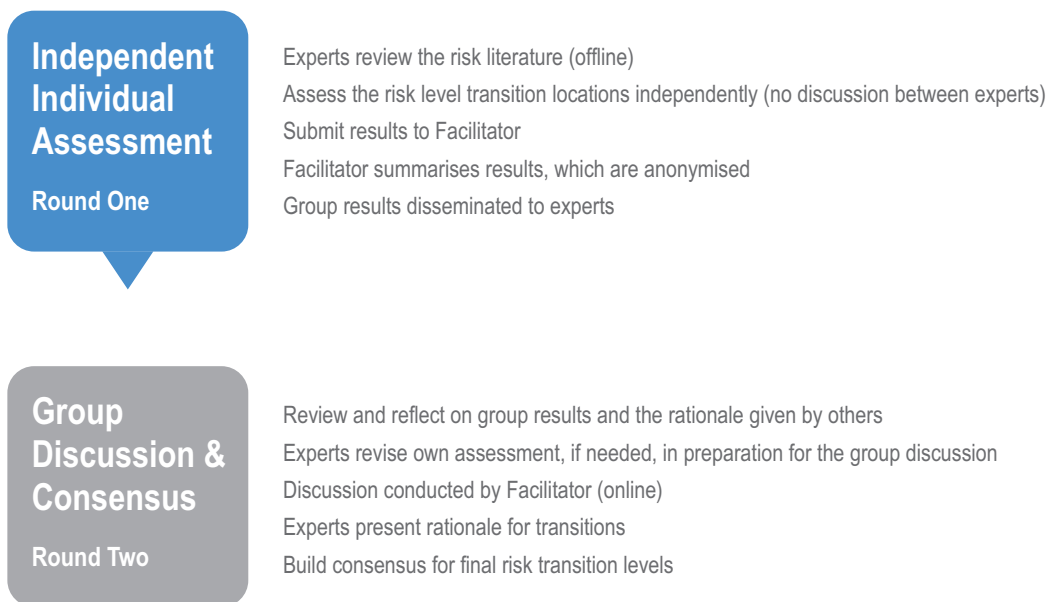 Independent
Individual
Assessment
Round One
Experts review the risk literature (offline)
Assess the risk level transition locations independently (no discussion between experts)
Submit results to Facilitator
Facilitator summarises results, which are anonymised
Group results disseminated to experts
Group
Discussion &
Consensus
Round Two
Review and reflect on group results and the rationale given by others
Experts revise own assessment, if needed, in preparation for the group discussion
Discussion conducted by Facilitator (online)
Experts present rationale for transitions
Build consensus for final risk transition levels